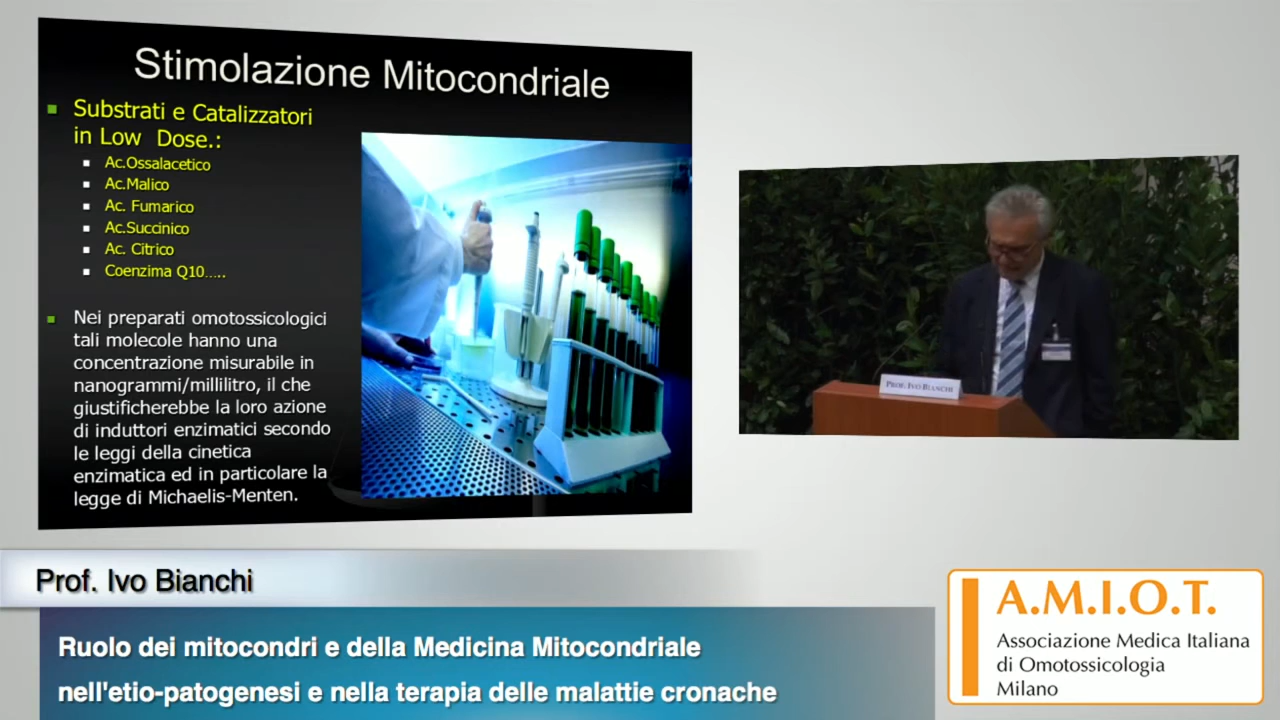 Stimolazione Mitocondriale
Substrati e Catalizzatori
in Low Dose.:
Ac.Ossalacetico
Ac.Malico
Ac. Fumarico
Ac.Succinico
Ac. Citrico
Coenzima Q10.....
Nei preparati omotossicologici
tali molecole hanno una
concentrazione misurabile in
nanogrammi/millilitro, il che
giustificherebbe la loro azione
di induttori enzimatici secondo
le leggi della cinetica
enzimatica ed in particolare la
legge di Michaelis-Menten.
PROF. IVO BIANCHI
Prof. Ivo Bianchi
Ruolo dei mitocondri e della Medicina Mitocondriale
nell'etio-patogenesi e nella terapia delle malattie croniche
A.M.I.O.T.
Associazione Medica Italiana
di Omotossicologia
Milano